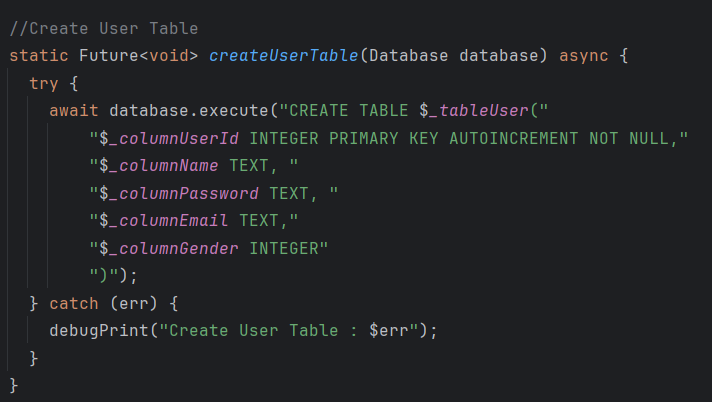 //Create User Table
static Future<void> createUserTable(Database database) async {
try {
await database.execute("CREATE TABLE $_tableUser("
"$_columnUserId INTEGER PRIMARY KEY AUTOINCREMENT NOT NULL,"
"$_columnName TEXT, "
"$_columnPassword TEXT, "
"$_columnEmail TEXT,"
"$_columnGender INTEGER"
")");
} catch (err) {
debugPrint("Create User Table : $err");
}
}